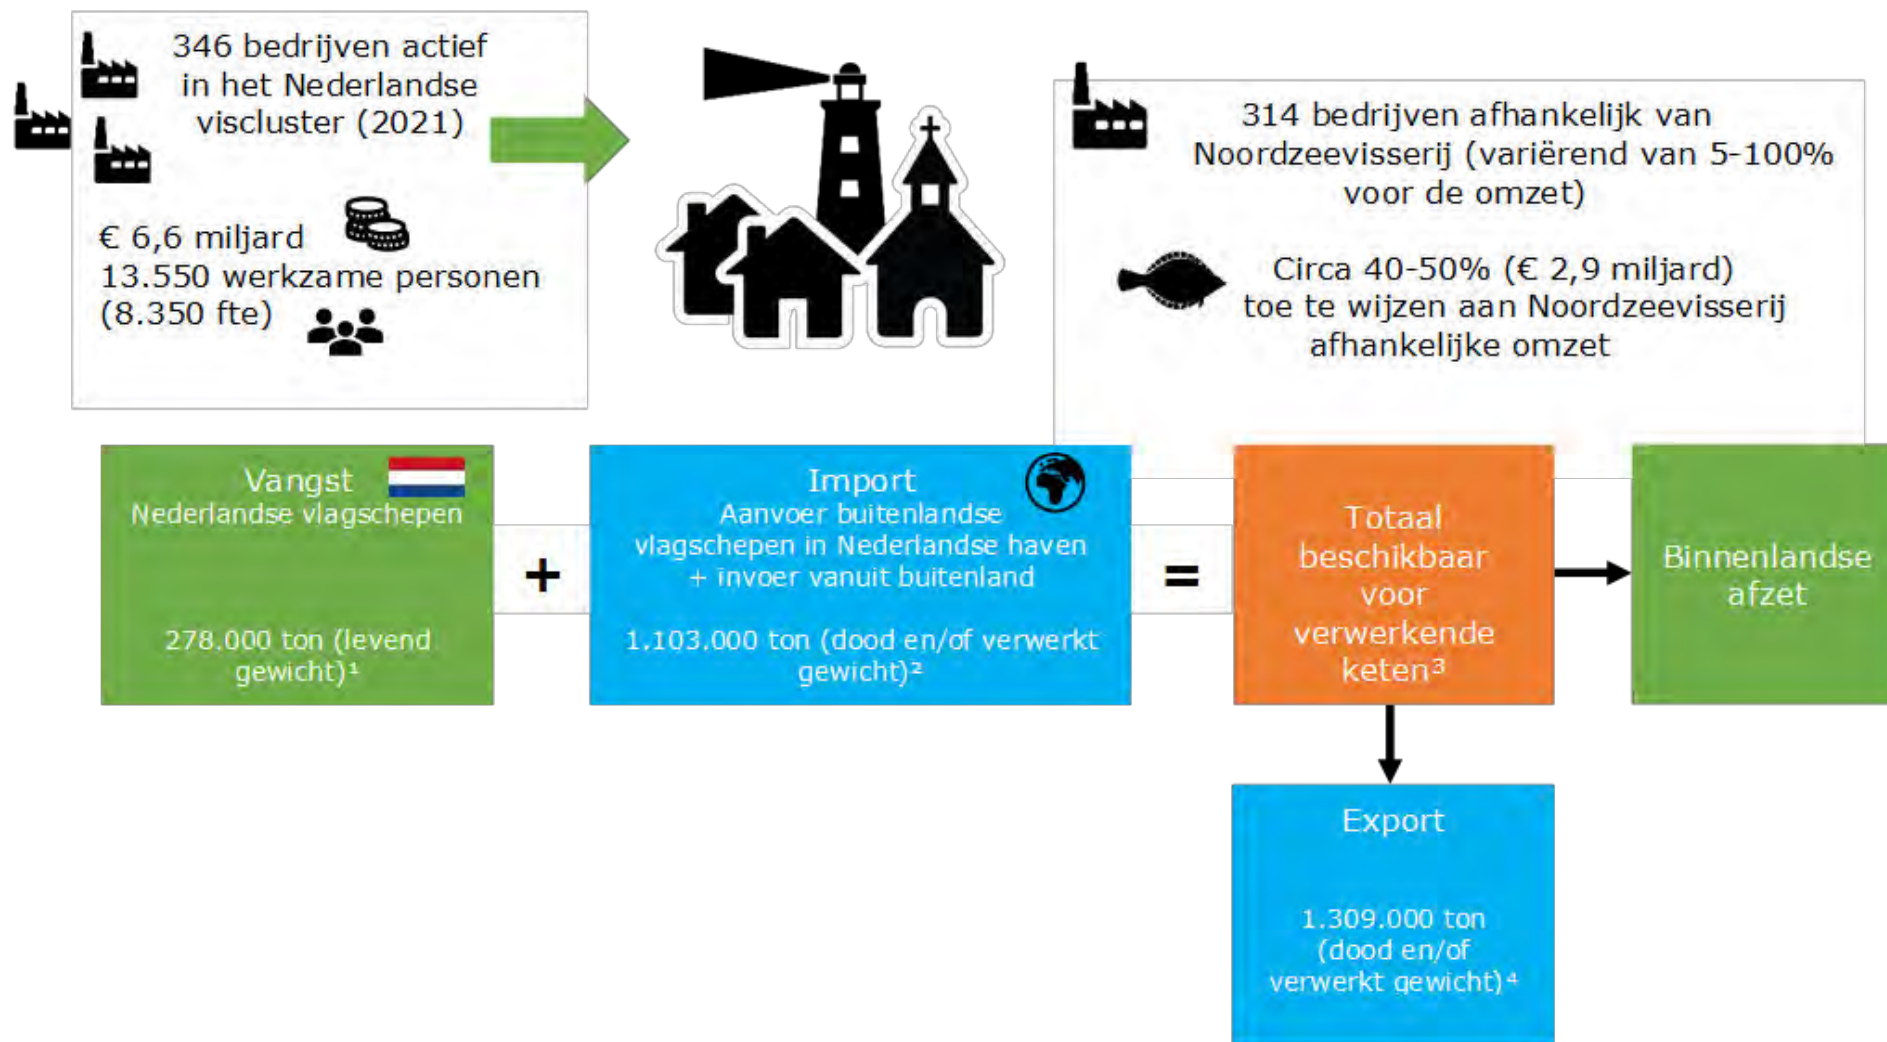 346 bedrijven actief
in het Nederlandse
viscluster (2021)
€ 6,6 miljard
13.550 werkzame personen
(8.350 fte)
314 bedrijven afhankelijk van
Noordzeevisserij (variërend van 5-100%
voor de omzet)
Circa 40-50% (€ 2,9 miljard)
toe te wijzen aan Noordzeevisserij
afhankelijke omzet
Vangst
Nederlandse vlagschepen
278.000 ton (levend
gewicht)¹
+
Import
Aanvoer buitenlandse
vlagschepen in Nederlandse haven
+ invoer vanuit buitenland
1.103.000 ton (dood en/of verwerkt
gewicht)²
=
Totaal
beschikbaar
voor
verwerkende
keten³
Binnenlandse
afzet
Export
1.309.000 ton
(dood en/of
verwerkt gewicht)⁴